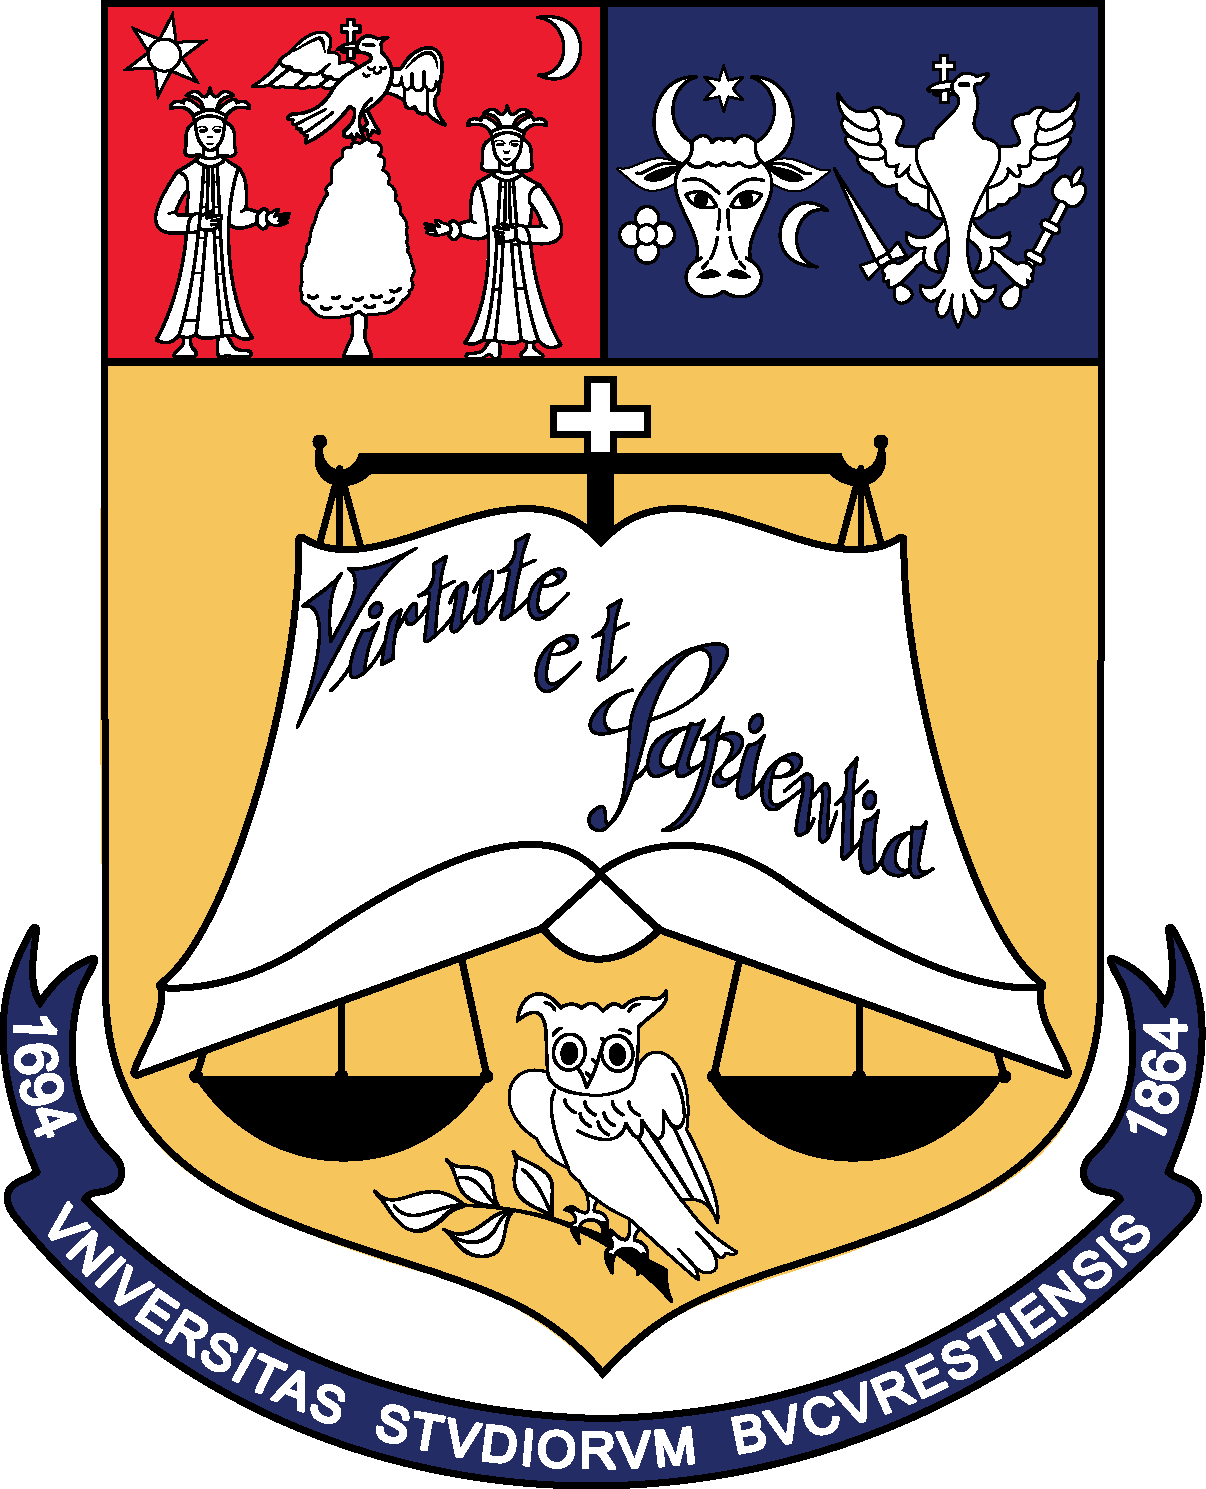 Virtute
et
Sapientia
1694
VNIVERSITAS STVDIORVM BVCVRESTIENSIS
1864